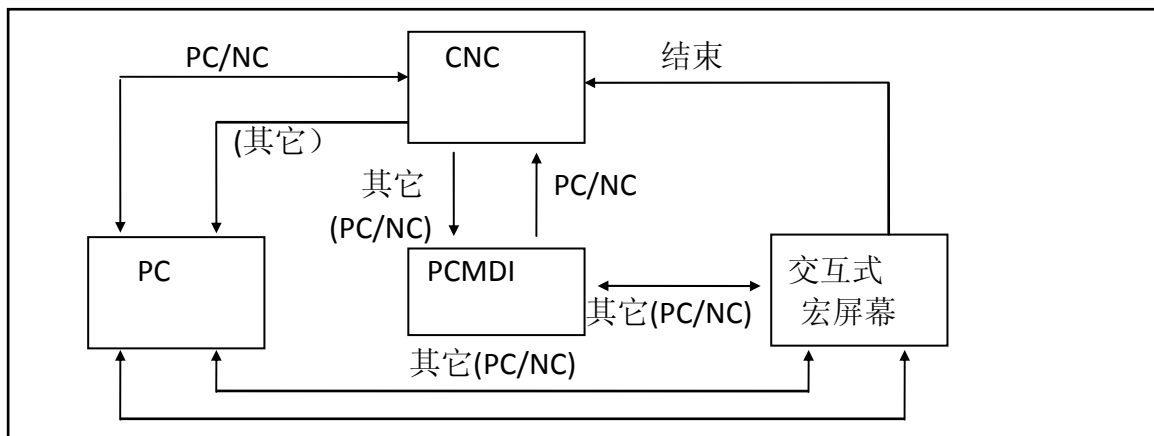 PC/NC
CNC
结束
(其它）
其它
(PC/NC)
PC/NC
PC
PCMDI
交互式
宏屏幕
其它(PC/NC)
其它(PC/NC)